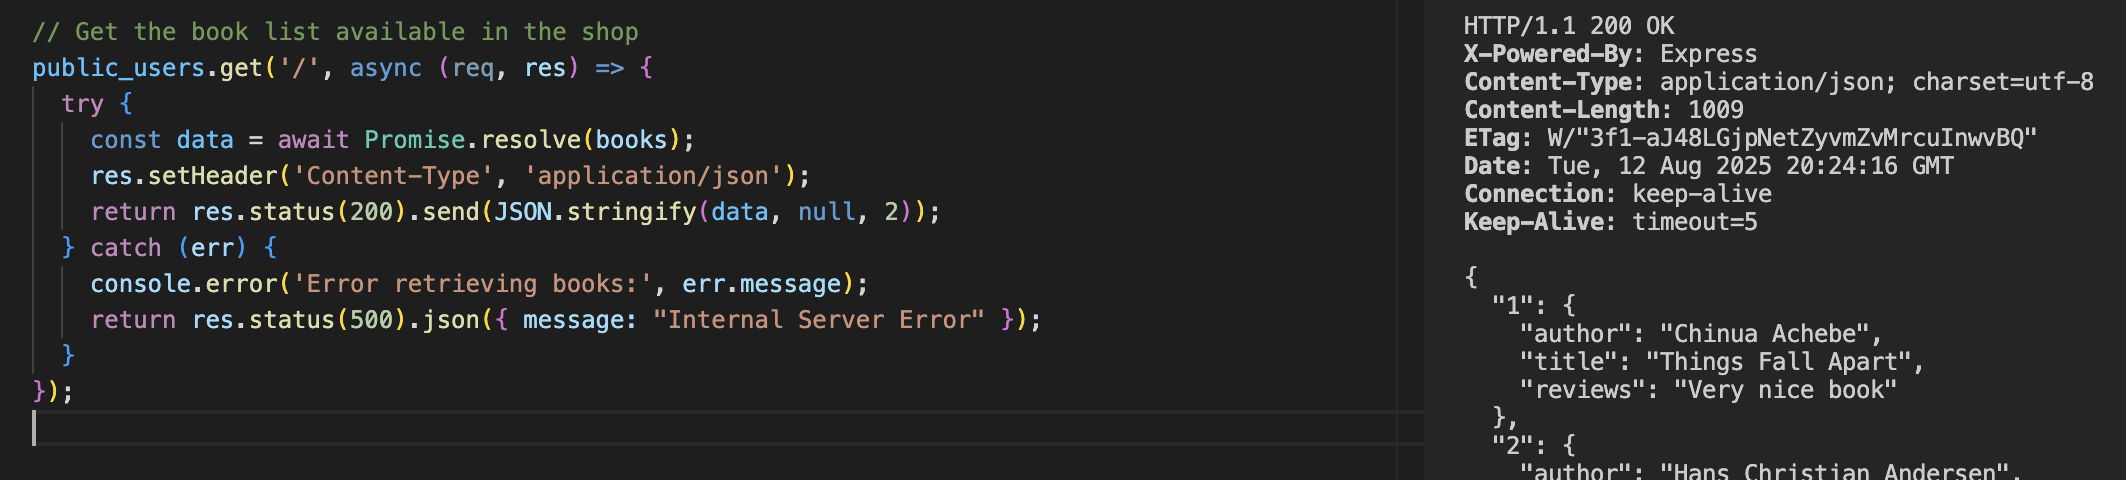 // Get the book list available in the shop
public_users.get('/', async (req, res) => {
  try {
    const data = await Promise.resolve(books);
    res.setHeader('Content-Type', 'application/json');
    return res.status(200).send(JSON.stringify(data, null, 2));
  } catch (err) {
    console.error('Error retrieving books:', err.message);
    return res.status(500).json({ message: "Internal Server Error" });
  }
});
HTTP/1.1 200 OK
X-Powered-By: Express
Content-Type: application/json; charset=utf-8
Content-Length: 1009
ETag: W/"3f1-aJ48LGjpNetZyvmZvMrcuInwvBQ"
Date: Tue, 12 Aug 2025 20:24:16 GMT
Connection: keep-alive
Keep-Alive: timeout=5
{
  "1": {
    "author": "Chinua Achebe",
    "title": "Things Fall Apart",
    "reviews": "Very nice book"
  },
  "2": {
    "author": "Hans Christian Andersen",